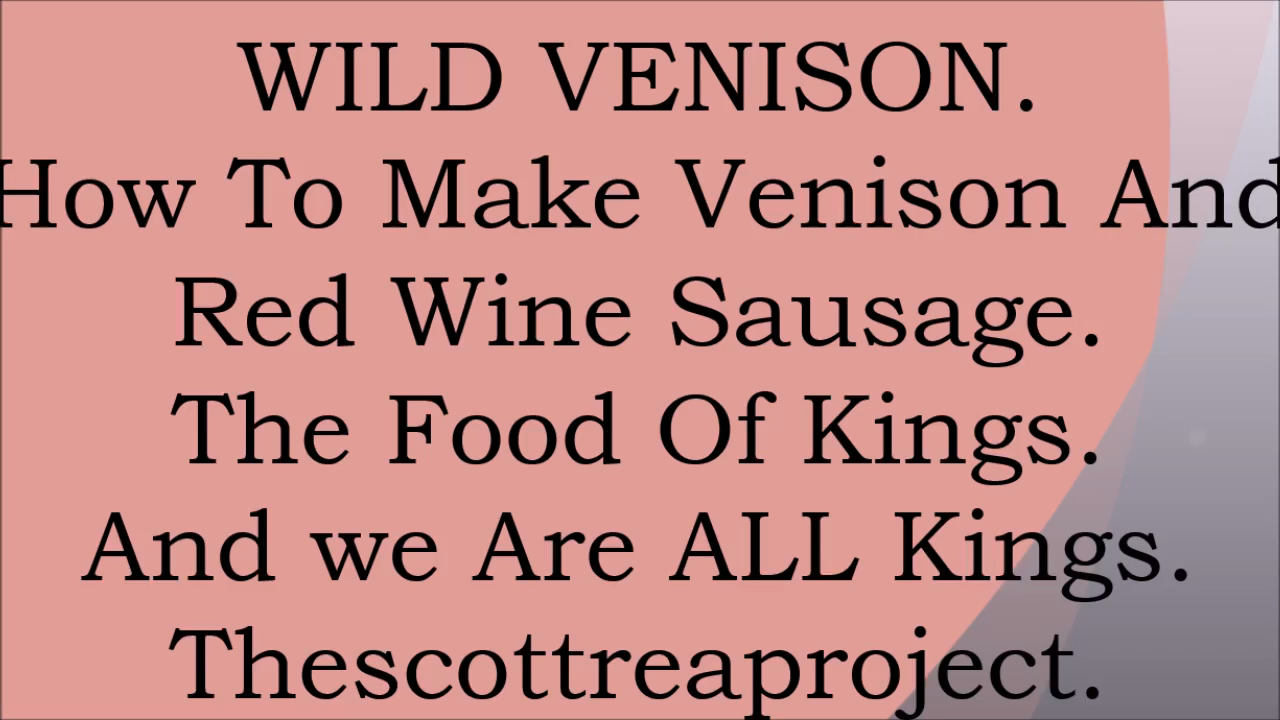 WILD VENISON.
How To Make Venison And
Red Wine Sausage.
The Food Of Kings.
And we Are ALL Kings.
Thescottreaproject.